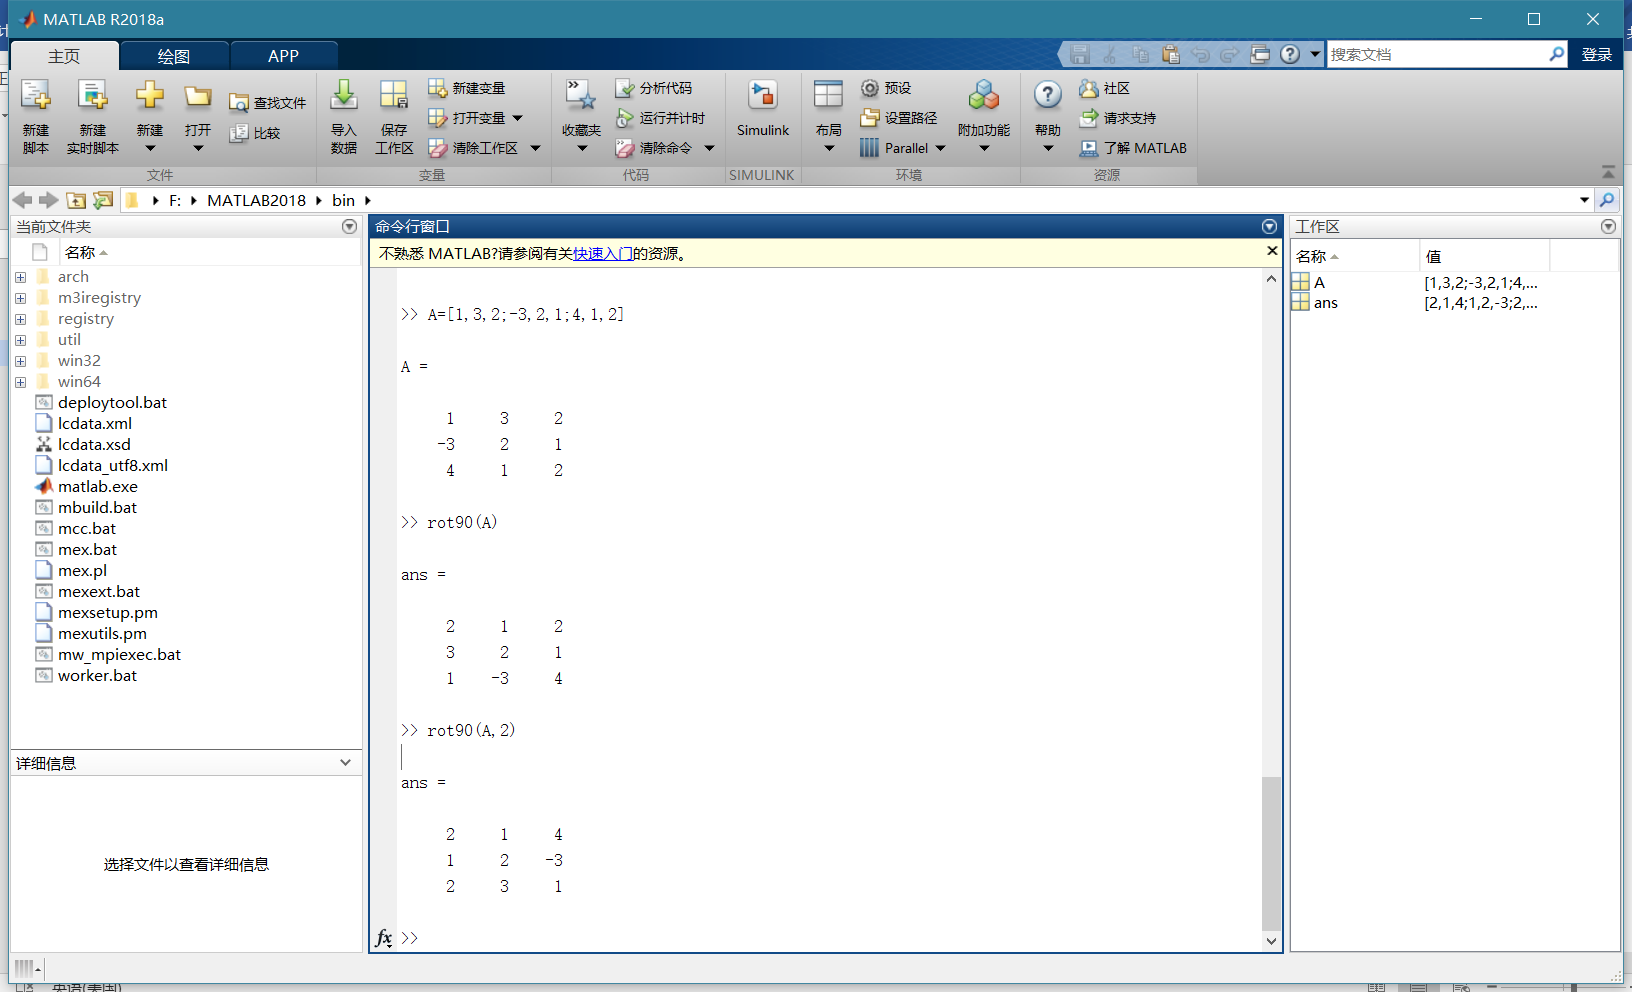 MATLAB R2018a
主页 绘图 APP
搜索文档
登录
新建脚本
新建实时脚本
新建
打开
查找文件
比较
文件
导入数据
保存工作区
新建变量
打开变量
清除工作区
变量
收藏夹
分析代码
运行并计时
清除命令
代码
Simulink
SIMULINK
布局
预设
设置路径
Parallel
附加功能
环境
帮助
社区
请求支持
了解 MATLAB
资源
F: MATLAB2018 bin
当前文件夹
名称
arch
m3iregistry
registry
util
win32
win64
deploytool.bat
lcdata.xml
lcdata.xsd
lcdata_utf8.xml
matlab.exe
mbuild.bat
mcc.bat
mex.bat
mex.pl
mexext.bat
mexsetup.pm
mexutils.pm
mw_mpiexec.bat
worker.bat
详细信息
选择文件以查看详细信息
命令行窗口
不熟悉 MATLAB?请参阅有关快速入门的资源。
>> A=[1,3,2;-3,2,1;4,1,2]
A =
1 3 2
-3 2 1
4 1 2
>> rot90(A)
ans =
2 1 2
3 2 1
1 -3 4
>> rot90(A,2)
ans =
2 1 4
1 2 -3
2 3 1
fx >>
工作区
名称 值
A [1,3,2;-3,2,1;4,...
ans [2,1,4;1,2,-3;2,...
英语(美国)